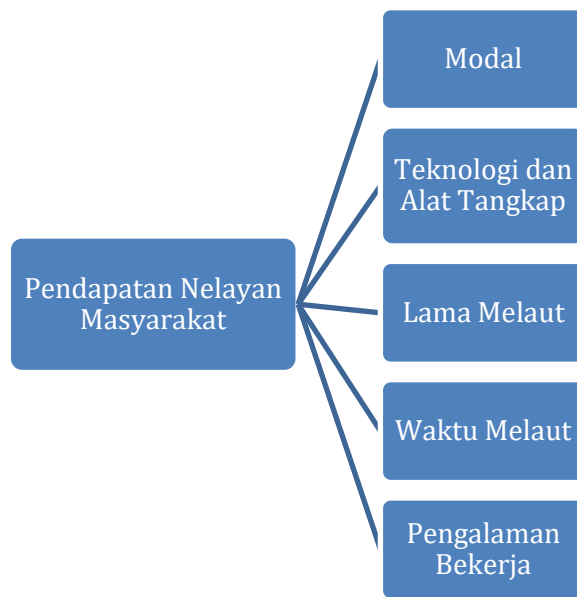 Modal
Teknologi dan
Alat Tangkap
Pendapatan Nelayan
Masyarakat
Lama Melaut
Waktu Melaut
Pengalaman
Bekerja